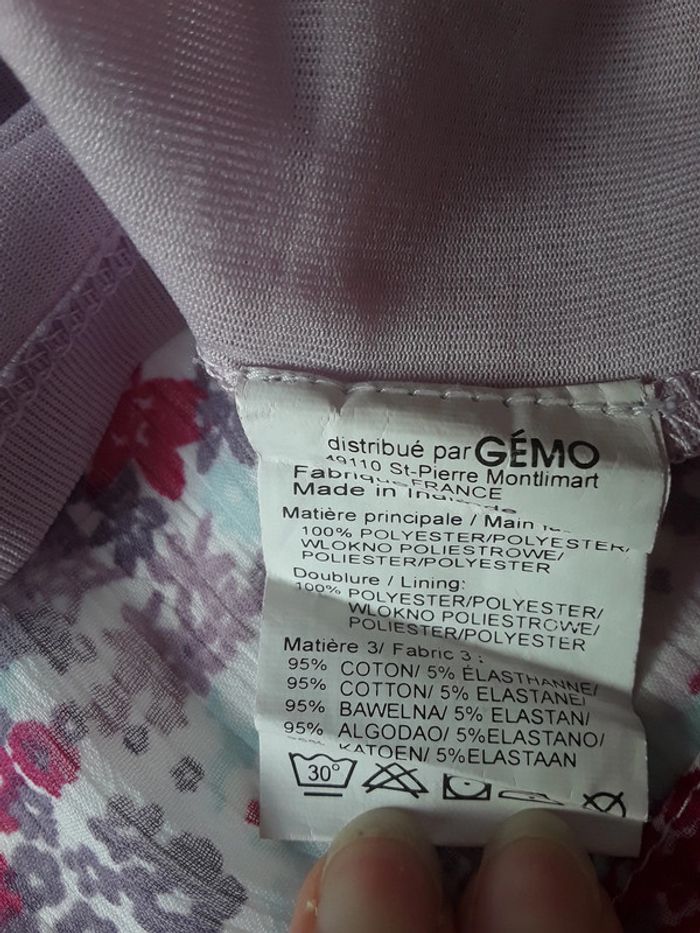 distribué par GÉMO
49110 St-Pierre Montlimart
FRANCE
Made in
Matière principale / Main
100% POLYESTER/POLYESTER/
WLOKNO POLIESTROWE/
POLIESTER/POLYESTER
Doublure / Lining:
100% POLYESTER/POLYESTER/
WLOKNO POLIESTROWE/
POLIESTER/POLYESTER
Matière 3/ Fabric 3 :
95% COTON/ 5% ÉLASTHANNE/
95% COTTON/ 5% ELASTANE/
95% BAWELNA/ 5% ELASTAN/
95% ALGODAO/ 5% ELASTANO/
KATOEN/ 5%ELASTAAN
30°